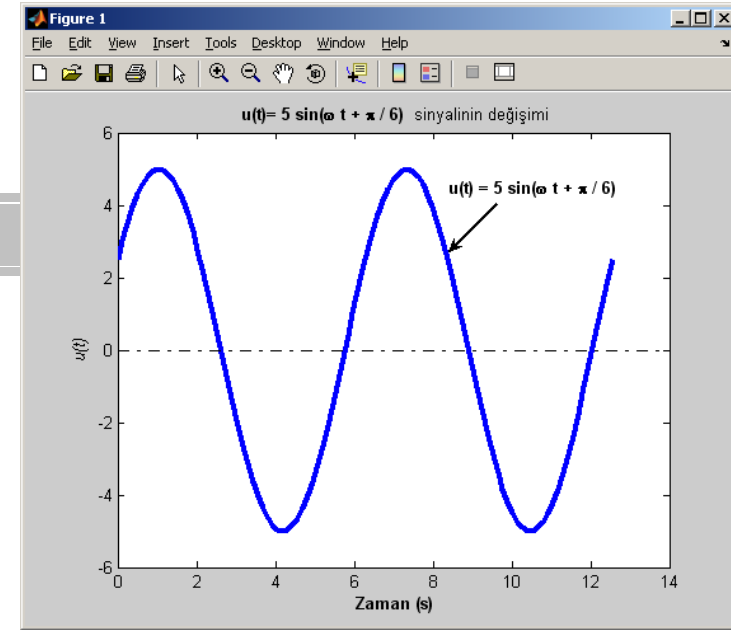 Figure 1
File Edit View Insert Tools Desktop Window Help
u(t)= 5 sin(ω t + π / 6) sinyalinin değişimi
u(t) = 5 sin(ω t + π / 6)
6
4
2
0
-2
-4
-6
u(t)
0 2 4 6 8 10 12 14
Zaman (s)